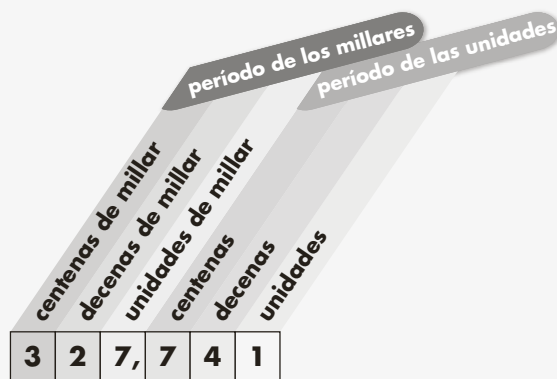 período de los millares
período de las unidades
centenas de millar
decenas de millar
unidades de millar
centenas
decenas
unidades
3 2 7, 7 4 1